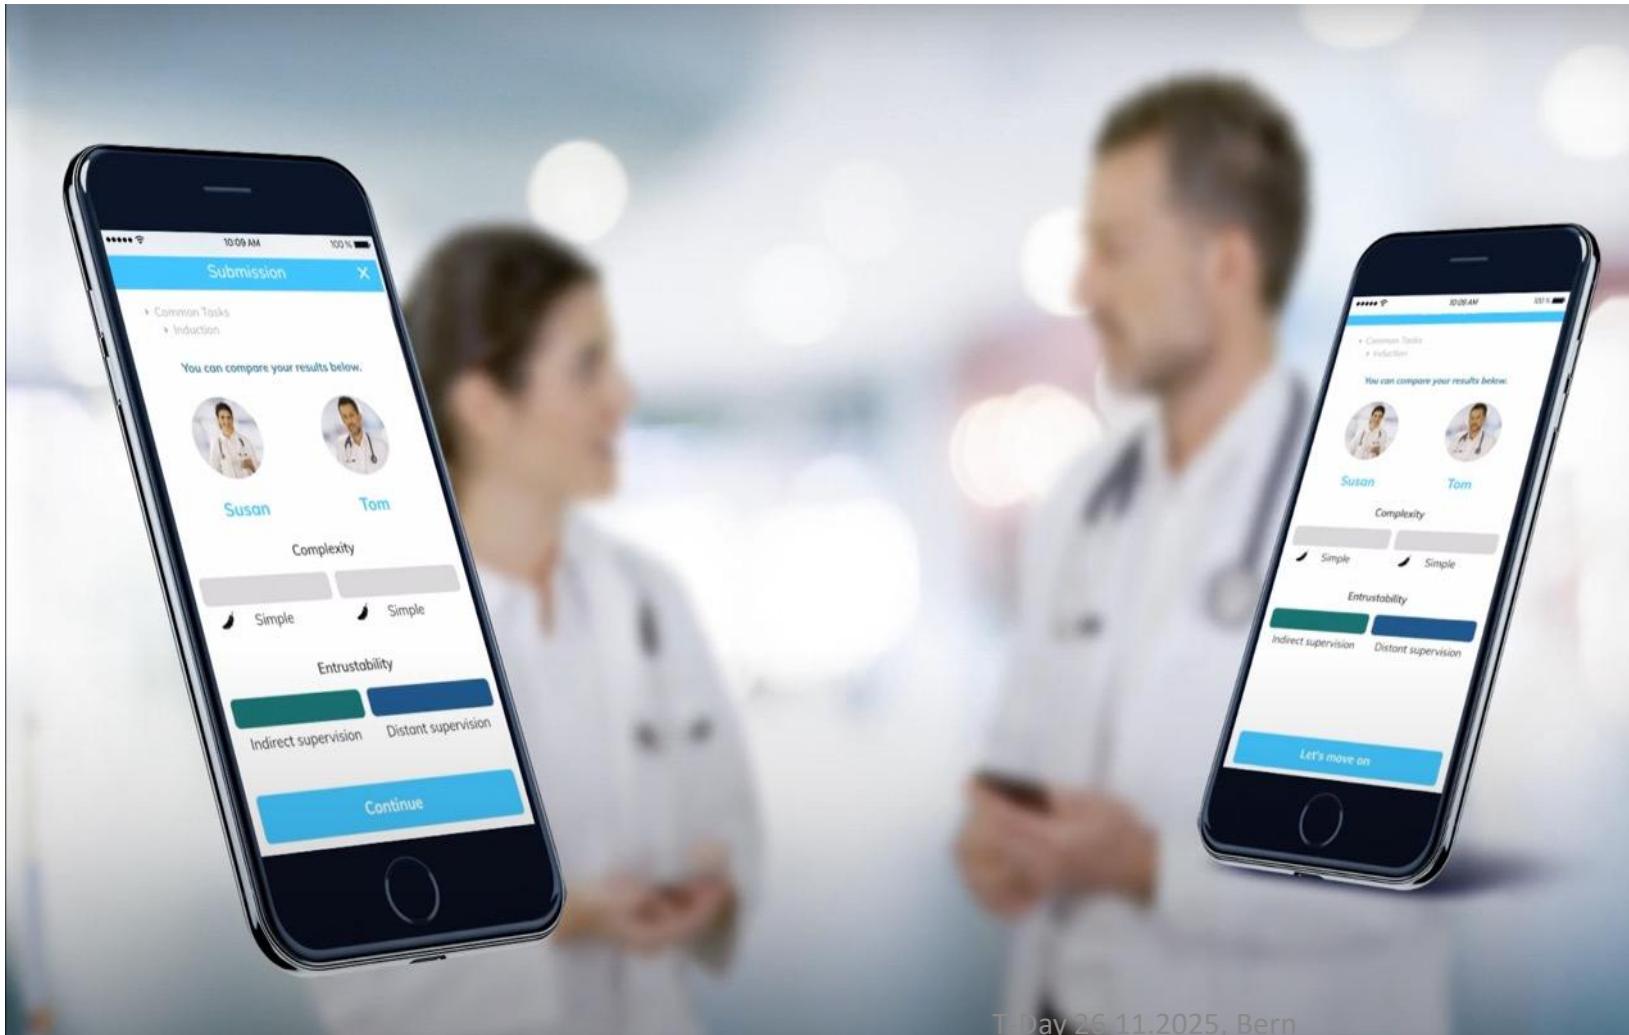 10:09 AM 100 %
Submission X
Common Tasks
Induction
You can compare your results below.
Susan Tom
Complexity
Simple Simple
Entrustability
Indirect supervision Distant supervision
Continue
10:09 AM 100 %
Common Tasks
Induction
You can compare your results below.
Susan Tom
Complexity
Simple Simple
Entrustability
Indirect supervision Distant supervision
Let's move on
T-Day 26.11.2025, Bern